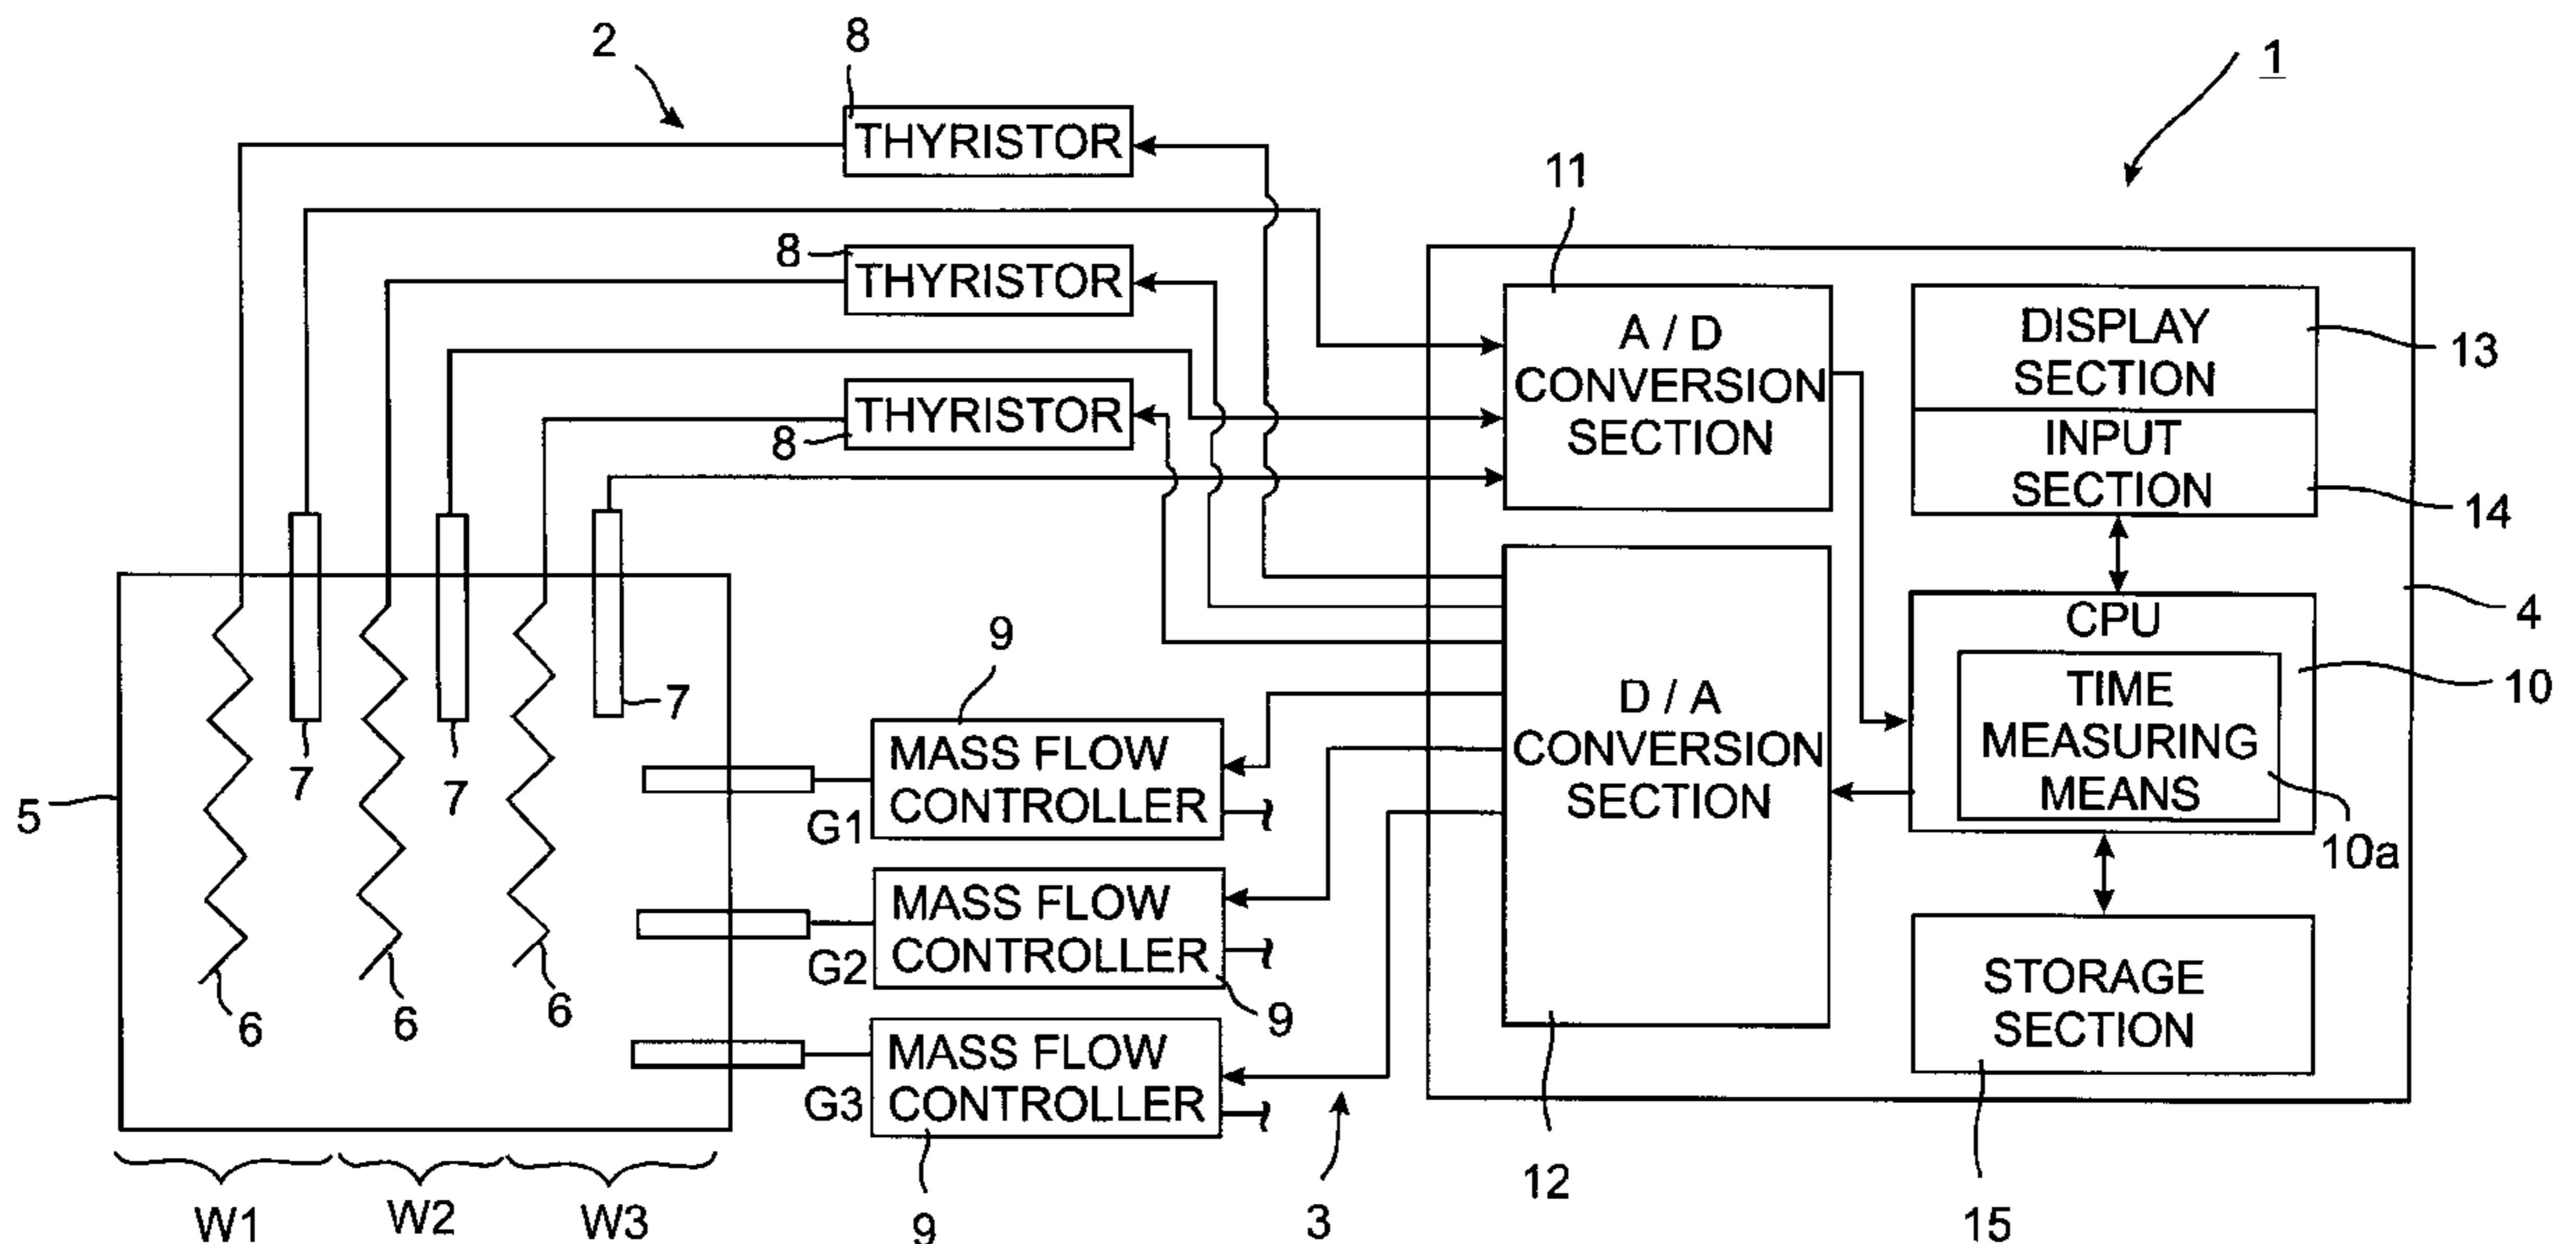 2
8
1
THYRISTOR
11
8
THYRISTOR
A / D
CONVERSION
SECTION
DISPLAY
SECTION
13
THYRISTOR
8
INPUT
SECTION
14
4
CPU
10
TIME
MEASURING
MEANS
10a
9
7
7
7
D / A
CONVERSION
SECTION
5
MASS FLOW
CONTROLLER
G1
MASS FLOW
CONTROLLER
G2
9
6
6
6
STORAGE
SECTION
MASS FLOW
CONTROLLER
G3
9
3
12
15
W1
W2
W3